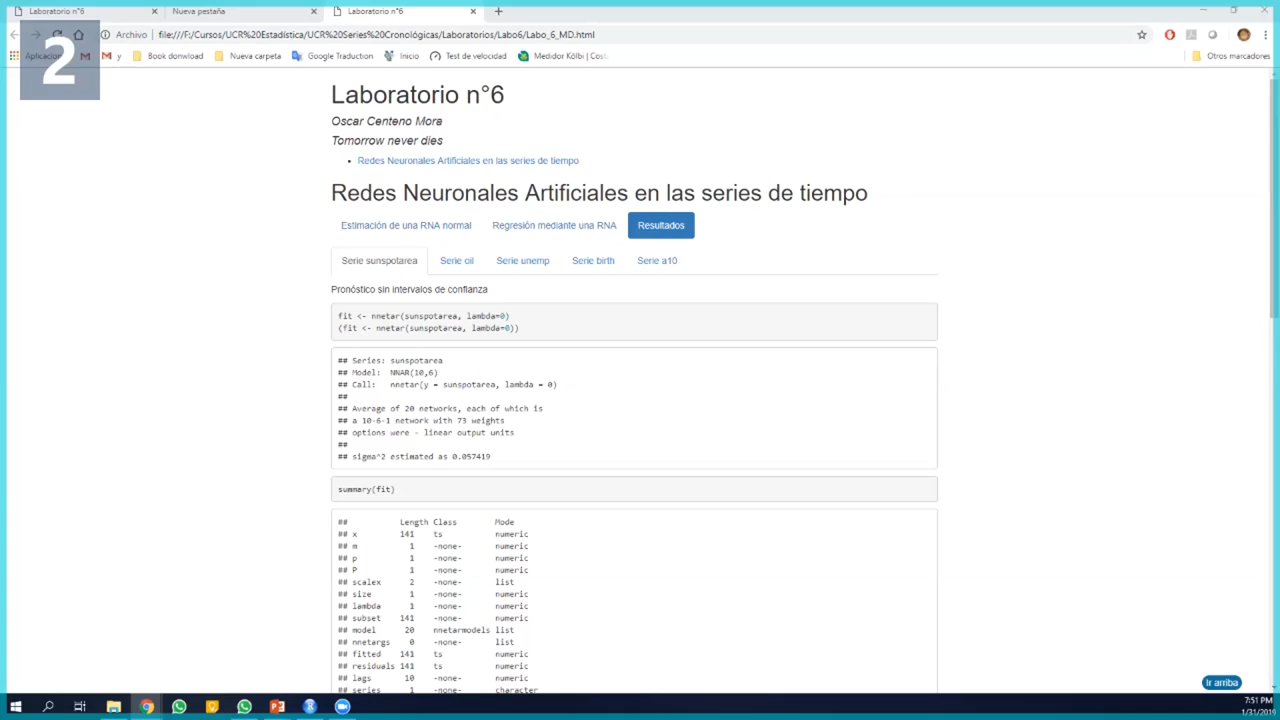 Laboratorio n°6
Nueva pestaña
Laboratorio n°6
Archivo
file:///F:/Cursos/UCR%20Estadística/UCR%20Series%20Cronológicas/Laboratorios/Labo6/Labo_6_MD.html
Aplicacion
y
Book donwload
Nueva carpeta
Google Traduction
Inicio
Test de velocidad
Medidor Kölbi | Cost
Otros marcadores
2
Laboratorio n°6
Oscar Centeno Mora
Tomorrow never dies
• Redes Neuronales Artificiales en las series de tiempo
Redes Neuronales Artificiales en las series de tiempo
Estimación de una RNA normal
Regresión mediante una RNA
Resultados
Serie sunspotarea
Serie oil
Serie unemp
Serie birth
Serie a10
Pronóstico sin intervalos de confianza
fit <- nnetar(sunspotarea, lambda=0)
(fit <- nnetar(sunspotarea, lambda=0))
## Series: sunspotarea
## Model:  NNAR(10,6)
## Call:   nnetar(y = sunspotarea, lambda = 0)
##
## Average of 20 networks, each of which is
## a 10-6-1 network with 73 weights
## options were - linear output units
##
## sigma^2 estimated as 0.057419
summary(fit)
##           Length Class        Mode
## x         141    ts           numeric
## m           1    -none-       numeric
## p           1    -none-       numeric
## P           1    -none-       numeric
## scalex      2    -none-       list
## size        1    -none-       numeric
## lambda      1    -none-       numeric
## subset    141    -none-       numeric
## model      20    nnetarmodels list
## nnetargs    0    -none-       list
## fitted    141    ts           numeric
## residuals 141    ts           numeric
## lags       10    -none-       numeric
## series      1    -none-       character
Ir arriba
7:51 PM